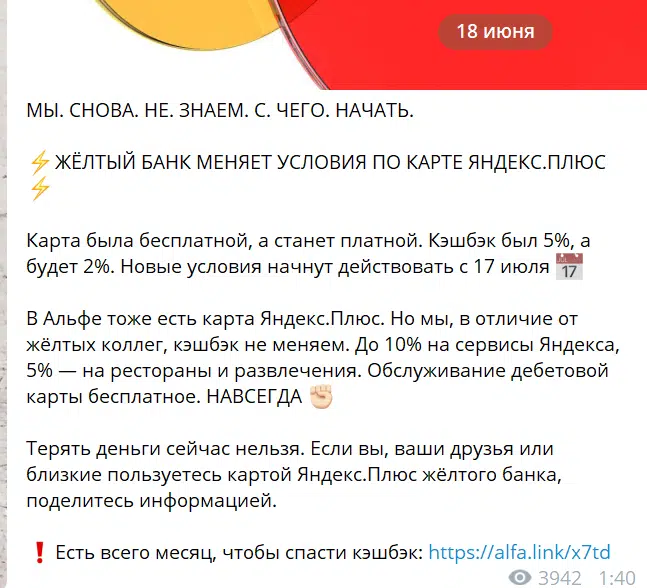 18 июня
МЫ. СНОВА. НЕ. ЗНАЕМ. С. ЧЕГО. НАЧАТЬ.
⚡ЖЁЛТЫЙ БАНК МЕНЯЕТ УСЛОВИЯ ПО КАРТЕ ЯНДЕКС.ПЛЮС
⚡
Карта была бесплатной, а станет платной. Кэшбэк был 5%, а
будет 2%. Новые условия начнут действовать с 17 июля 📅
В Альфе тоже есть карта Яндекс.Плюс. Но мы, в отличие от
жёлтых коллег, кэшбэк не меняем. До 10% на сервисы Яндекса,
5% — на рестораны и развлечения. Обслуживание дебетовой
карты бесплатное. НАВСЕГДА ✊🏻
Терять деньги сейчас нельзя. Если вы, ваши друзья или
близкие пользуетесь картой Яндекс.Плюс жёлтого банка,
поделитесь информацией.
❗ Есть всего месяц, чтобы спасти кэшбэк: https://alfa.link/x7td
3942 1:40